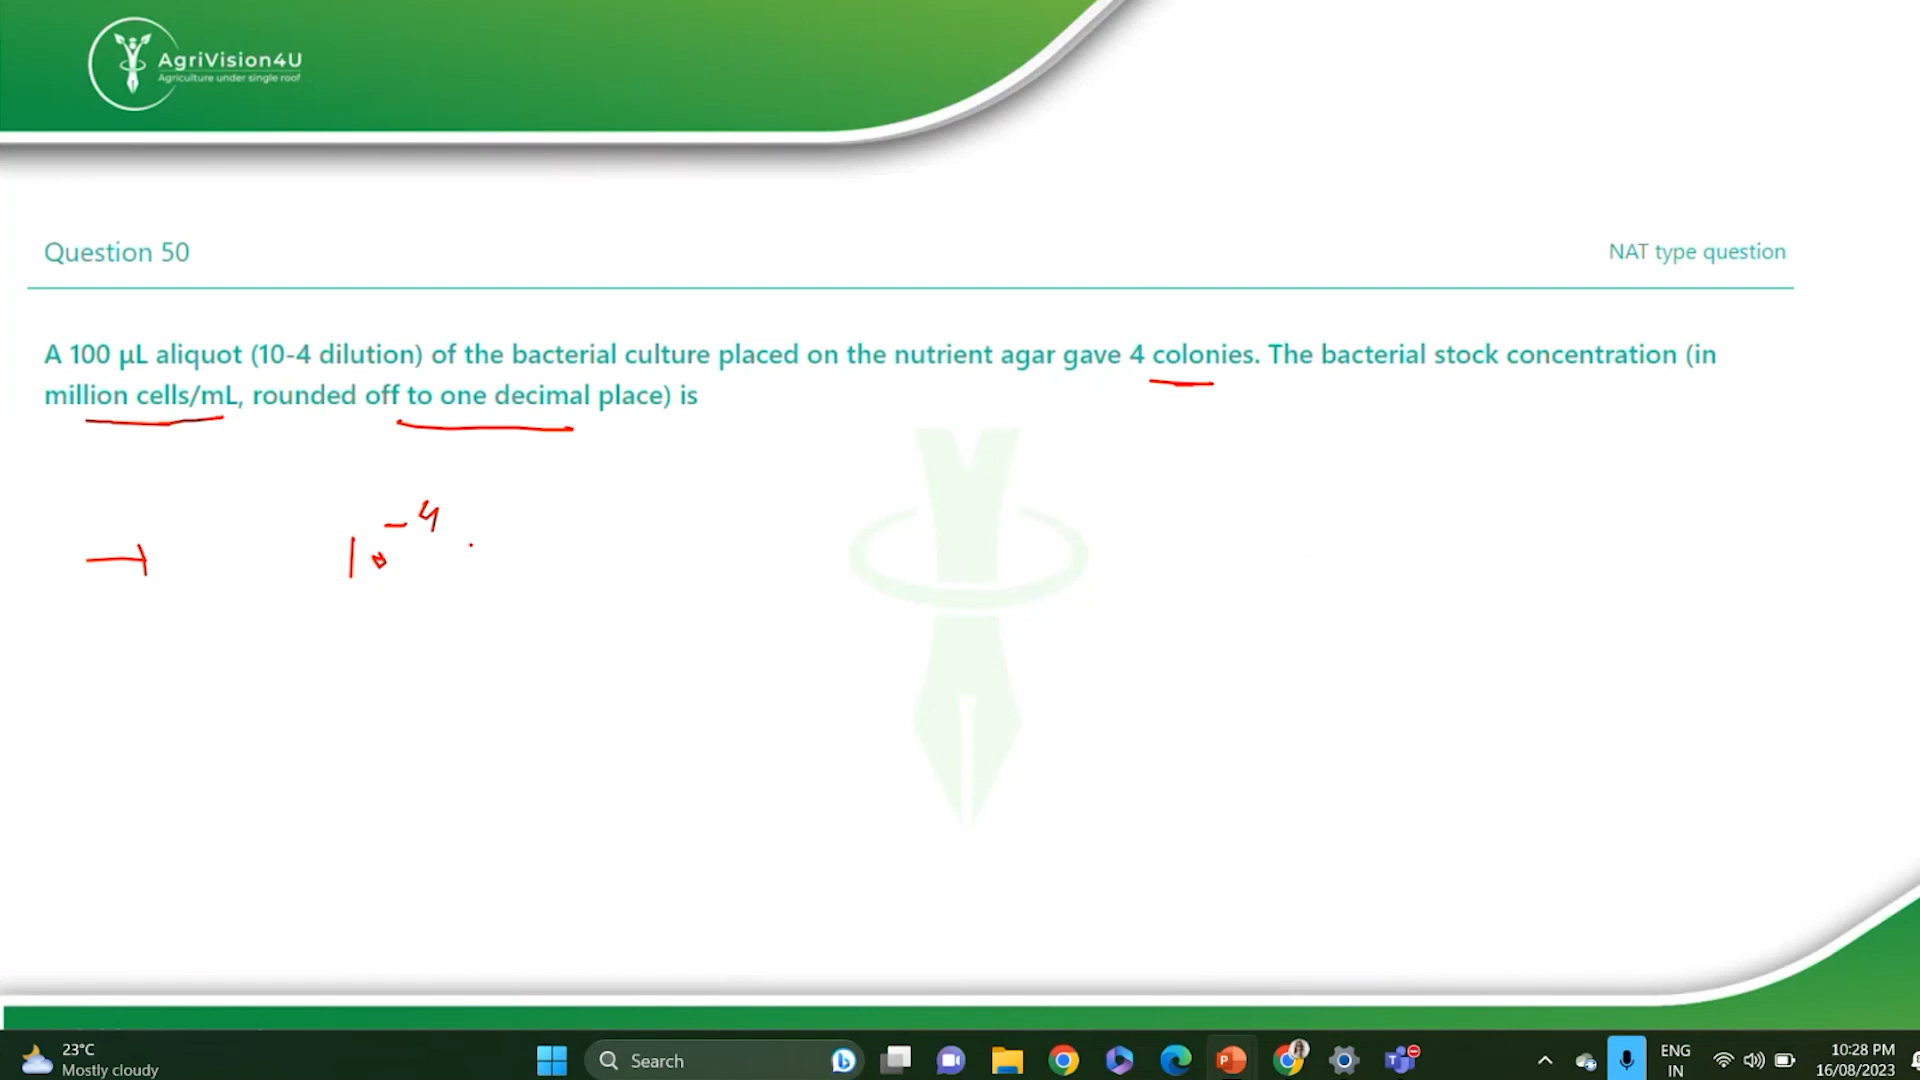 AgriVision4U
Agriculture under single roof
Question 50
NAT type question
A 100 µL aliquot (10-4 dilution) of the bacterial culture placed on the nutrient agar gave 4 colonies. The bacterial stock concentration (in
million cells/mL, rounded off to one decimal place) is
10 -4
23°C
Mostly cloudy
Search
ENG
IN
10:28 PM
16/08/2023